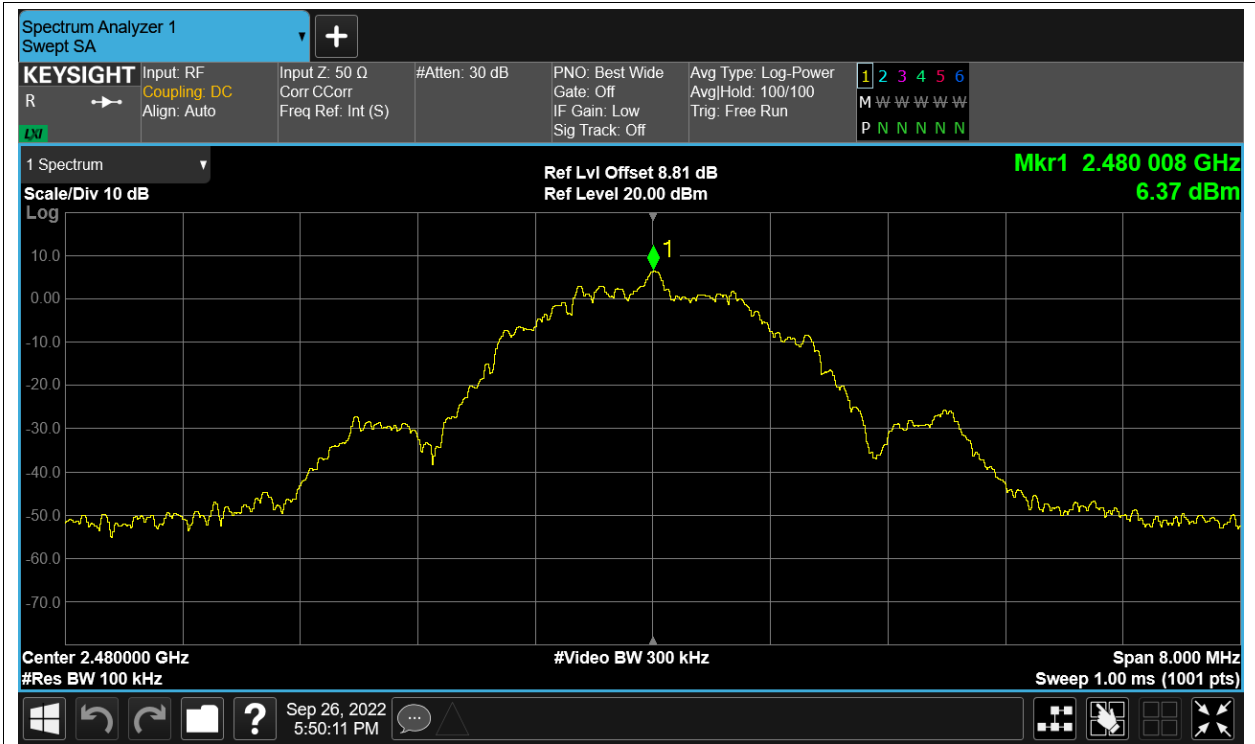 Spectrum Analyzer 1
Swept SA
+
KEYSIGHT
R
LXI
Input: RF
Coupling: DC
Align: Auto
Input Z: 50 Ω
Corr CCorr
Freq Ref: Int (S)
#Atten: 30 dB
PNO: Best Wide
Gate: Off
IF Gain: Low
Sig Track: Off
Avg Type: Log-Power
Avg|Hold: 100/100
Trig: Free Run
1 2 3 4 5 6
M W W W W W
P N N N N N
1 Spectrum
Scale/Div 10 dB
Ref Lvl Offset 8.81 dB
Ref Level 20.00 dBm
Mkr1 2.480 008 GHz
6.37 dBm
Log
1
10.0
0.00
-10.0
-20.0
-30.0
-40.0
-50.0
-60.0
-70.0
Center 2.480000 GHz
#Video BW 300 kHz
Span 8.000 MHz
#Res BW 100 kHz
Sweep 1.00 ms (1001 pts)
?
Sep 26, 2022
5:50:11 PM